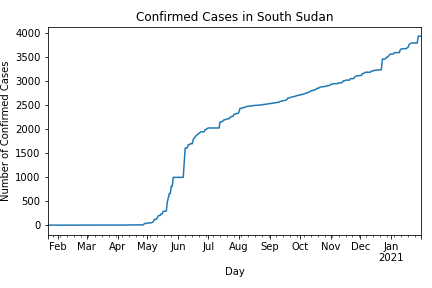 Confirmed Cases in South Sudan
Number of Confirmed Cases
4000
3500
3000
2500
2000
1500
1000
500
0
Feb Mar Apr May Jun Jul Aug Sep Oct Nov Dec Jan
2021
Day